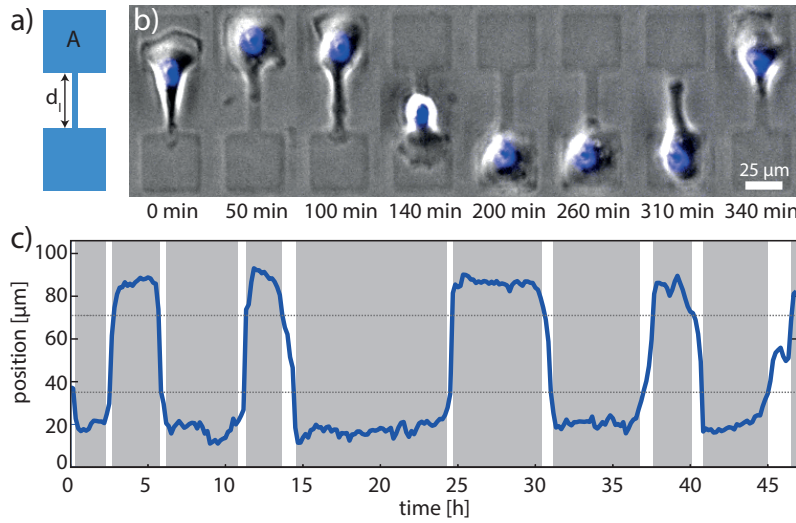 a)
A
d_l
b)
25 µm
0 min 50 min 100 min 140 min 200 min 260 min 310 min 340 min
c)
position [µm]
100
80
60
40
20
0
0 5 10 15 20 25 30 35 40 45
time [h]